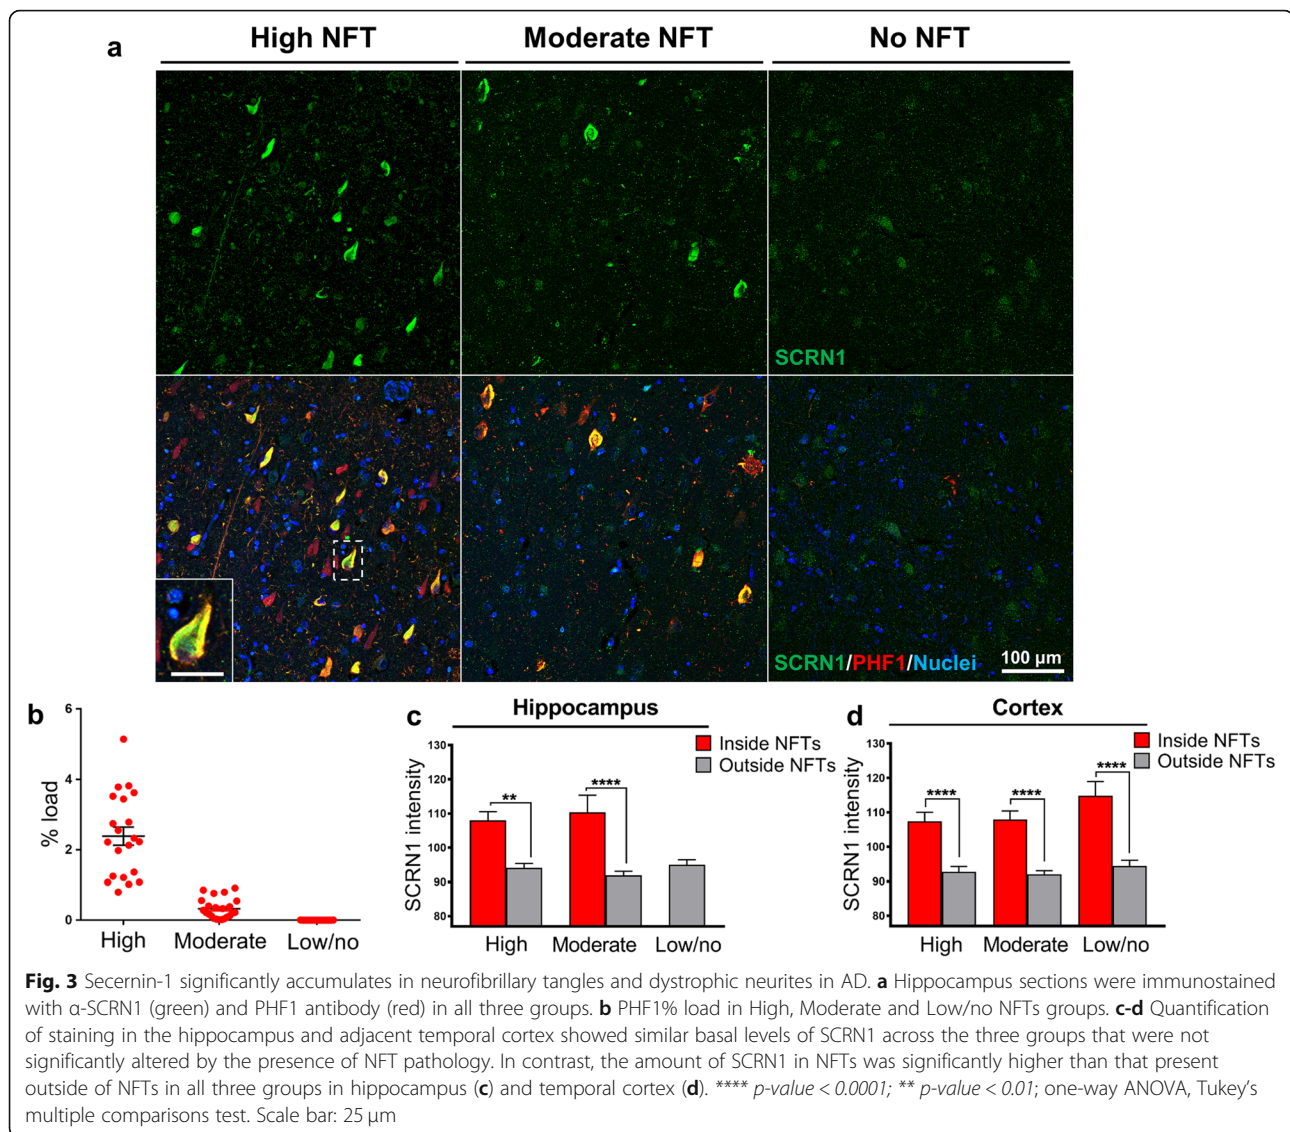 High NFT
Moderate NFT
No NFT
a
SCRN1
SCRN1/PHF1/Nuclei
100 µm
b
6
4
2
0
% load
High
Moderate
Low/no
c
Hippocampus
130
120
110
100
90
80
SCRN1 intensity
Inside NFTs
Outside NFTs
**
****
High
Moderate
Low/no
d
Cortex
130
120
110
100
90
80
SCRN1 intensity
Inside NFTs
Outside NFTs
****
****
****
High
Moderate
Low/no
Fig. 3 Secernin-1 significantly accumulates in neurofibrillary tangles and dystrophic neurites in AD. a Hippocampus sections were immunostained
with α-SCRN1 (green) and PHF1 antibody (red) in all three groups. b PHF1% load in High, Moderate and Low/no NFTs groups. c-d Quantification
of staining in the hippocampus and adjacent temporal cortex showed similar basal levels of SCRN1 across the three groups that were not
significantly altered by the presence of NFT pathology. In contrast, the amount of SCRN1 in NFTs was significantly higher than that present
outside of NFTs in all three groups in hippocampus (c) and temporal cortex (d). **** p-value < 0.0001; ** p-value < 0.01; one-way ANOVA, Tukey's
multiple comparisons test. Scale bar: 25 µm